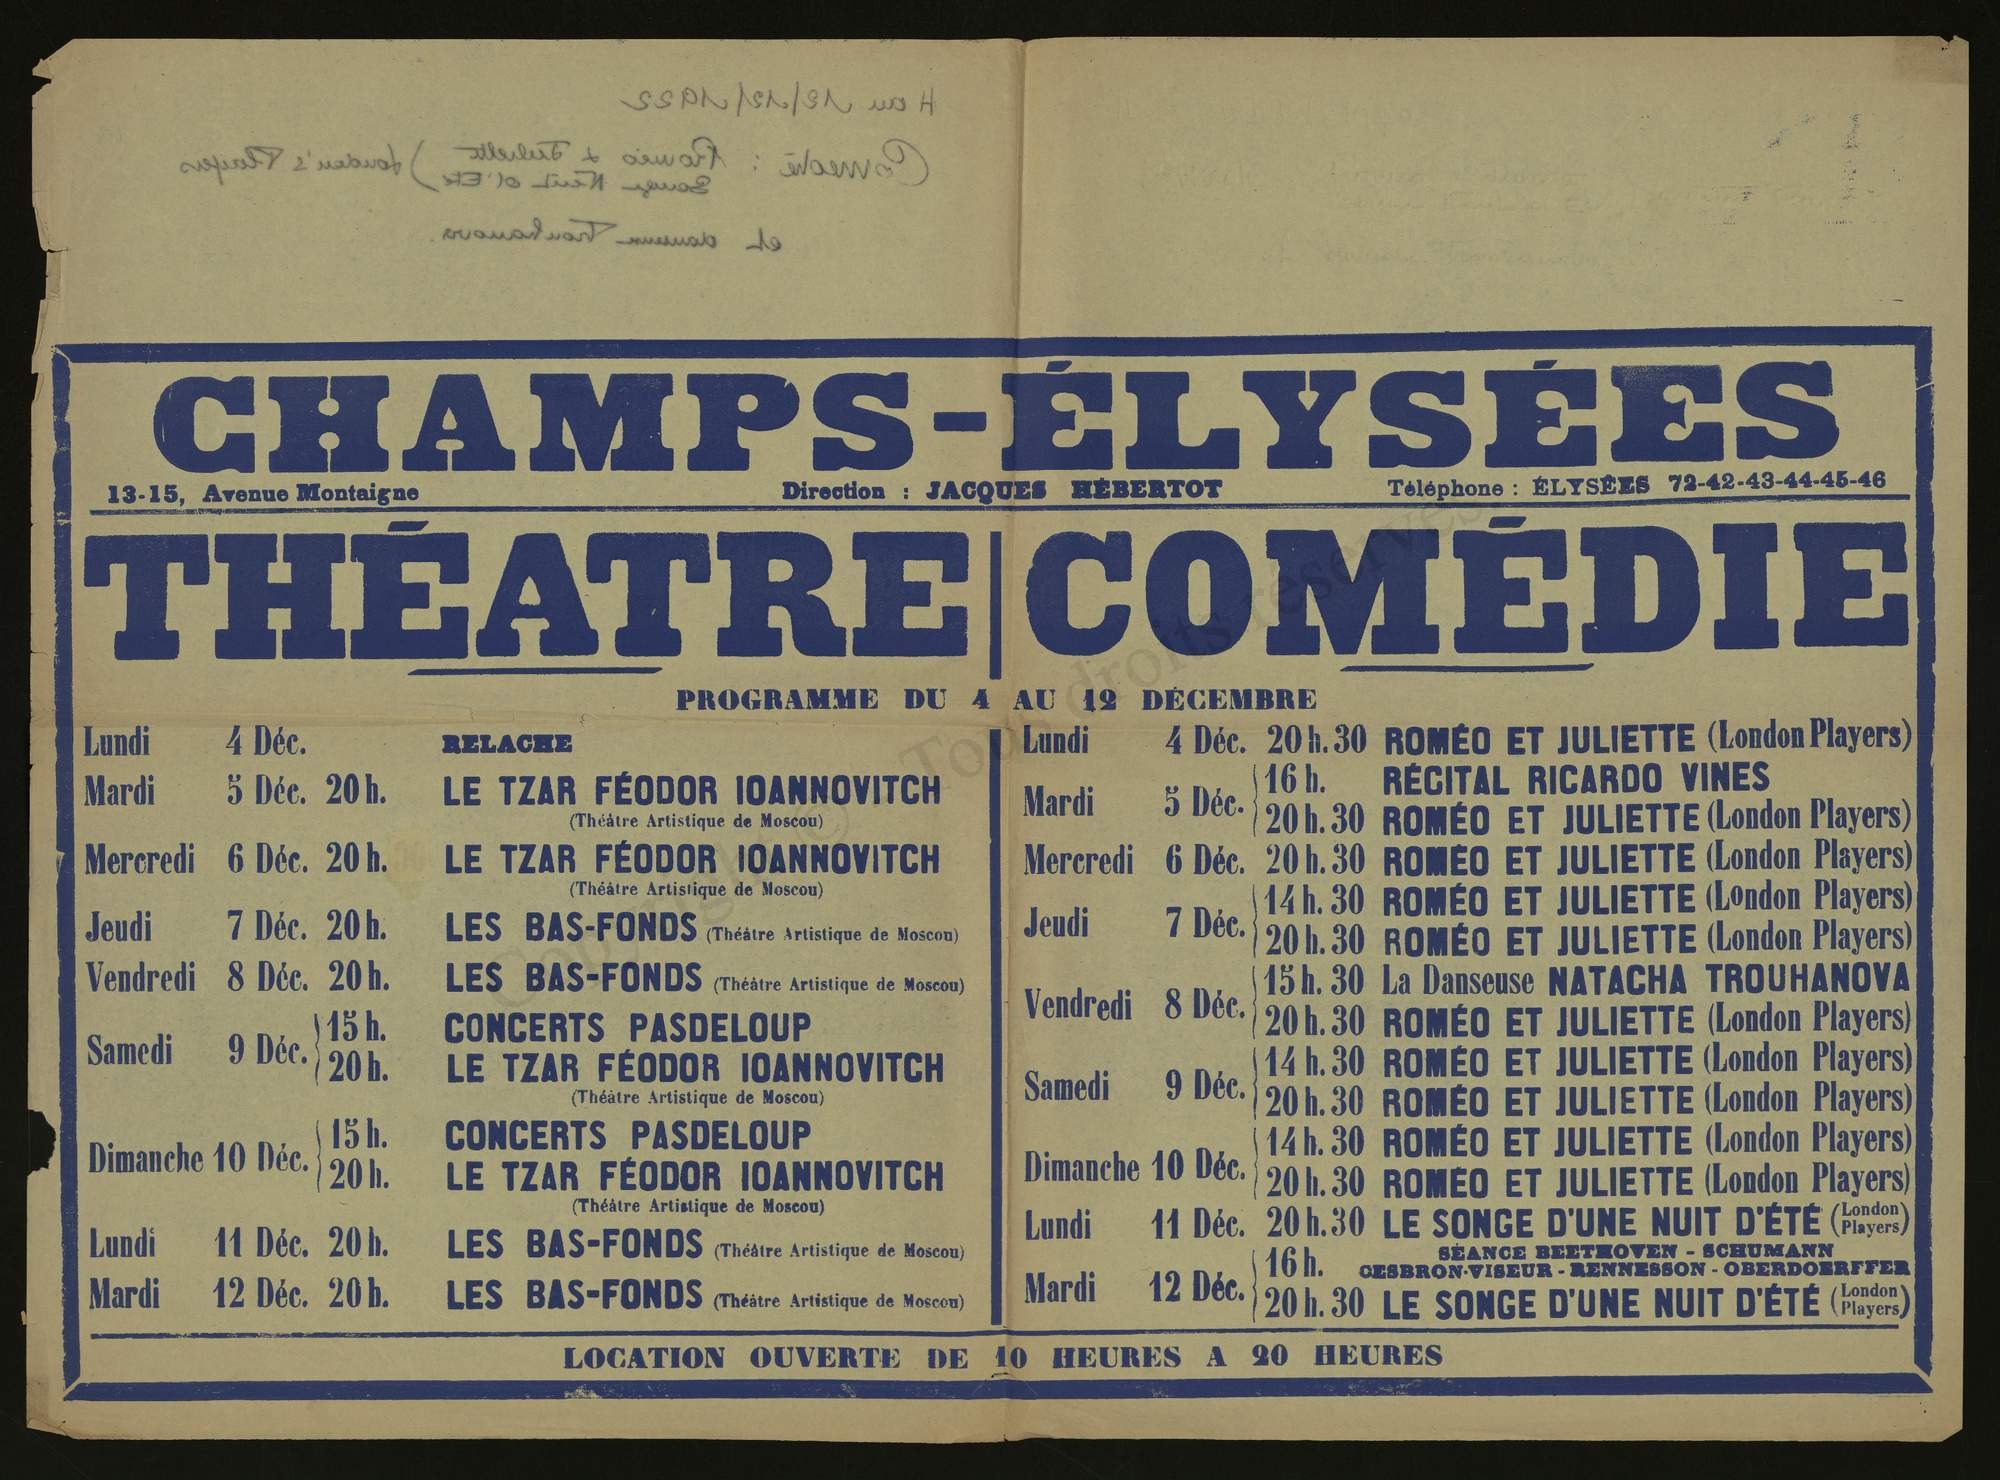 CHAMPS-ÉLYSÉES
13-15, Avenue Montaigne Direction : JACQUES HÉBERTOT Téléphone : ÉLYSÉES 72-42-43-44-45-46
THÉATRE
PROGRAMME DU 4 AU 12 DÉCEMBRE
Lundi 4 Déc. RELACHE
Mardi 5 Déc. 20 h. LE TZAR FÉODOR IOANNOVITCH
(Théâtre Artistique de Moscou)
Mercredi 6 Déc. 20 h. LE TZAR FÉODOR IOANNOVITCH
(Théâtre Artistique de Moscou)
Jeudi 7 Déc. 20 h. LES BAS-FONDS (Théâtre Artistique de Moscou)
Vendredi 8 Déc. 20 h. LES BAS-FONDS (Théâtre Artistique de Moscou)
Samedi 9 Déc. 15 h. CONCERTS PASDELOUP
20 h. LE TZAR FÉODOR IOANNOVITCH
(Théâtre Artistique de Moscou)
Dimanche 10 Déc. 15 h. CONCERTS PASDELOUP
20 h. LE TZAR FÉODOR IOANNOVITCH
(Théâtre Artistique de Moscou)
Lundi 11 Déc. 20 h. LES BAS-FONDS (Théâtre Artistique de Moscou)
Mardi 12 Déc. 20 h. LES BAS-FONDS (Théâtre Artistique de Moscou)
COMÉDIE
Lundi 4 Déc. 20 h. 30 ROMÉO ET JULIETTE (London Players)
Mardi 5 Déc. 16 h. RÉCITAL RICARDO VINES
20 h. 30 ROMÉO ET JULIETTE (London Players)
Mercredi 6 Déc. 20 h. 30 ROMÉO ET JULIETTE (London Players)
Jeudi 7 Déc. 14 h. 30 ROMÉO ET JULIETTE (London Players)
20 h. 30 ROMÉO ET JULIETTE (London Players)
Vendredi 8 Déc. 15 h. 30 La Danseuse NATACHA TROUHANOVA
20 h. 30 ROMÉO ET JULIETTE (London Players)
Samedi 9 Déc. 14 h. 30 ROMÉO ET JULIETTE (London Players)
20 h. 30 ROMÉO ET JULIETTE (London Players)
Dimanche 10 Déc. 14 h. 30 ROMÉO ET JULIETTE (London Players)
20 h. 30 ROMÉO ET JULIETTE (London Players)
Lundi 11 Déc. 20 h. 30 LE SONGE D'UNE NUIT D'ÉTÉ (London Players)
Mardi 12 Déc. 16 h. SÉANCE BEETHOVEN - SCHUMANN
CESBRON-VISEUR - RENNESSON - OBERDOERFFER
20 h. 30 LE SONGE D'UNE NUIT D'ÉTÉ (London Players)
LOCATION OUVERTE DE 10 HEURES A 20 HEURES
Copyright © Tous droits réservés
4 au 12/12/1922
Comédie : Roméo & Juliette
Songe Nuit d'Eté) London's Players
et danseuse Trouhanova.